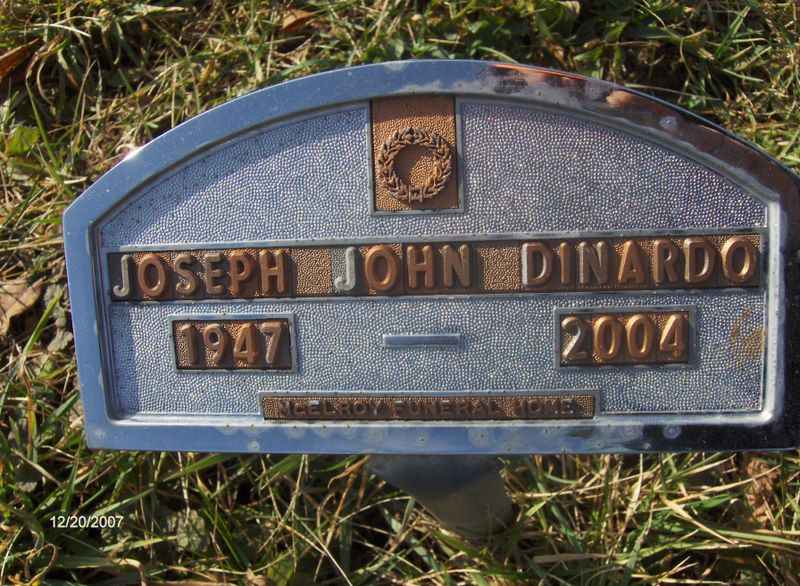 JOSEPH JOHN DINARDO
1947 — 2004
MCELROY FUNERAL HOME
12/20/2007